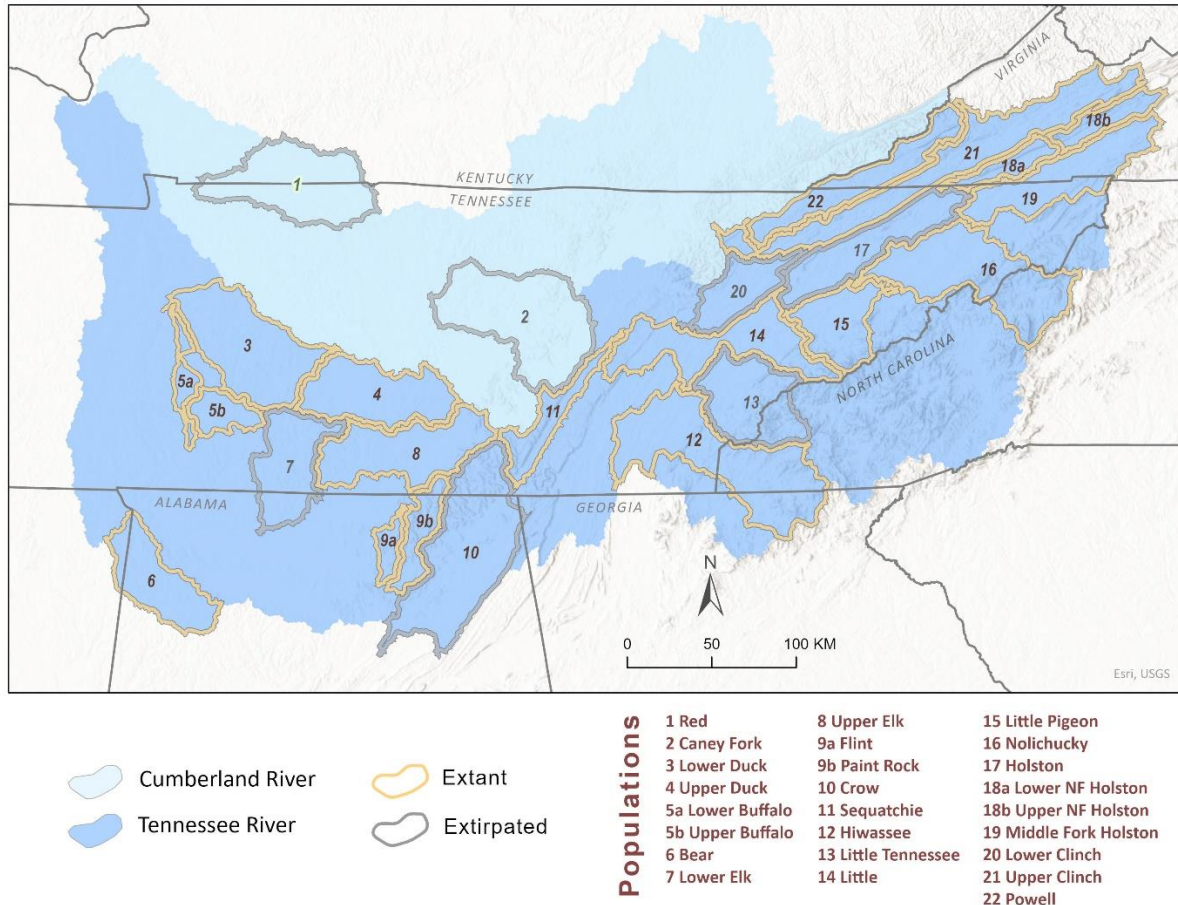 VIRGINIA
18b
21
18a
1
KENTUCKY
TENNESSEE
22
19
17
16
20
2
15
14
3
NORTH CAROLINA
5a
4
13
11
5b
12
8
7
ALABAMA
GEORGIA
9b
9a
10
6
N
0 50 100 KM
Esri, USGS
Cumberland River
Tennessee River
Extant
Extirpated
Populations
1 Red
2 Caney Fork
3 Lower Duck
4 Upper Duck
5a Lower Buffalo
5b Upper Buffalo
6 Bear
7 Lower Elk
8 Upper Elk
9a Flint
9b Paint Rock
10 Crow
11 Sequatchie
12 Hiwassee
13 Little Tennessee
14 Little
15 Little Pigeon
16 Nolichucky
17 Holston
18a Lower NF Holston
18b Upper NF Holston
19 Middle Fork Holston
20 Lower Clinch
21 Upper Clinch
22 Powell